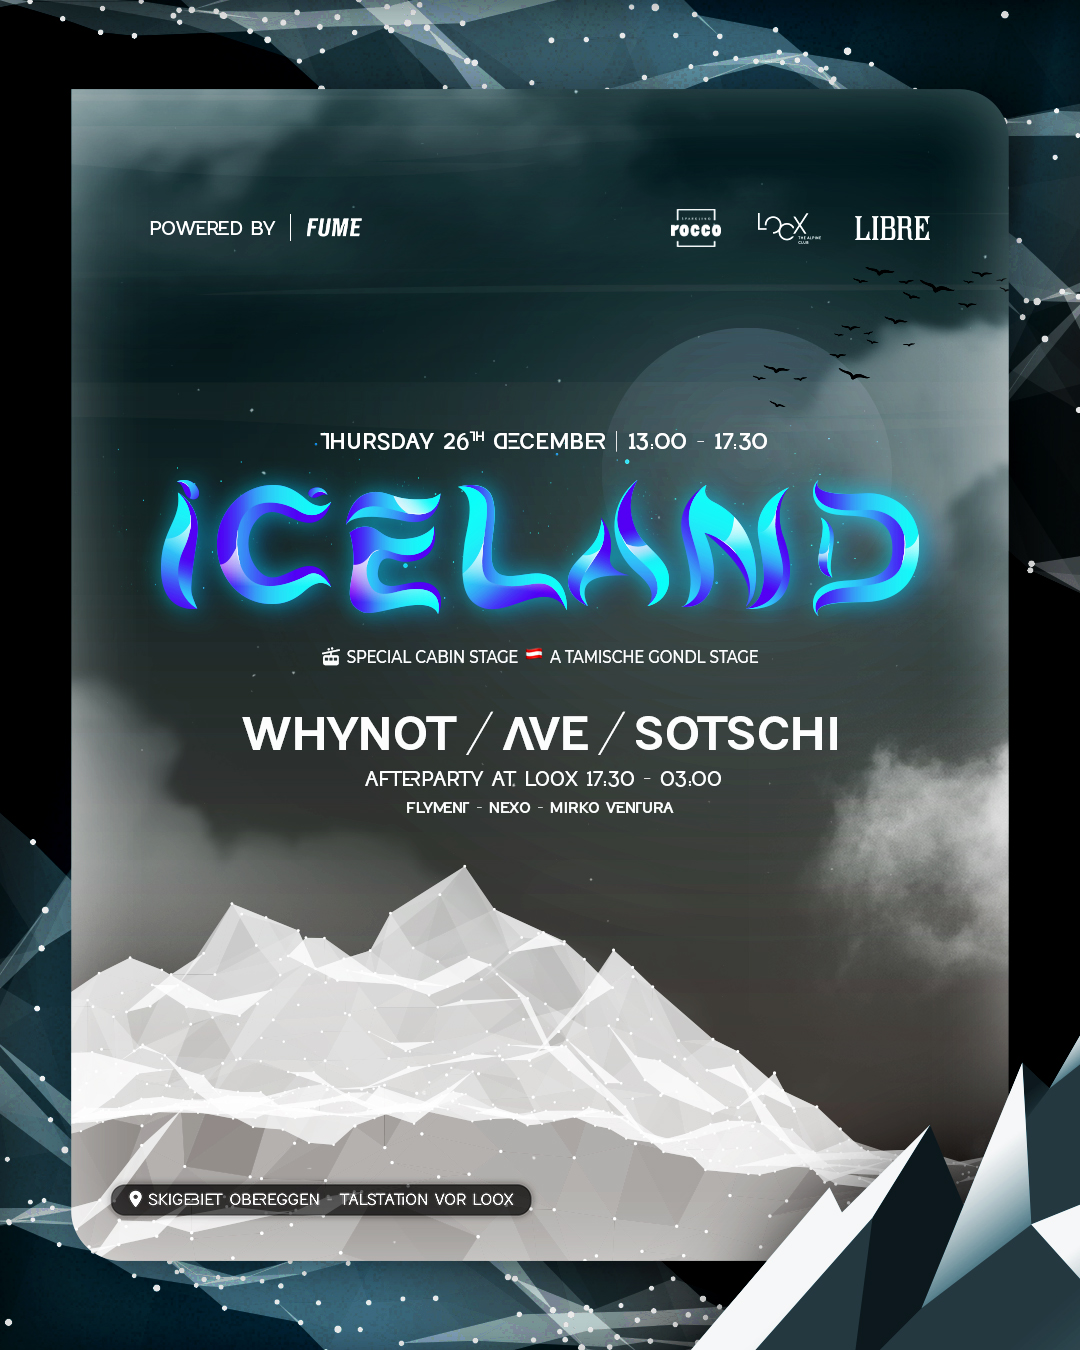 POWERED BY | FUME
SPARKLING
rocco
LOOX
THE ALPINE
CLUB
LIBRE
THURSDAY 26TH DECEMBER | 13:00 - 17:30
ICELAND
SPECIAL CABIN STAGE A TAMISCHE GONDL STAGE
WHYNOT / AVE / SOTSCHI
AFTERPARTY AT LOOX 17:30 - 03:00
FLYMENT - NEXO - MIRKO VENTURA
SKIGEBIET OBEREGGEN - TALSTATION VOR LOOX